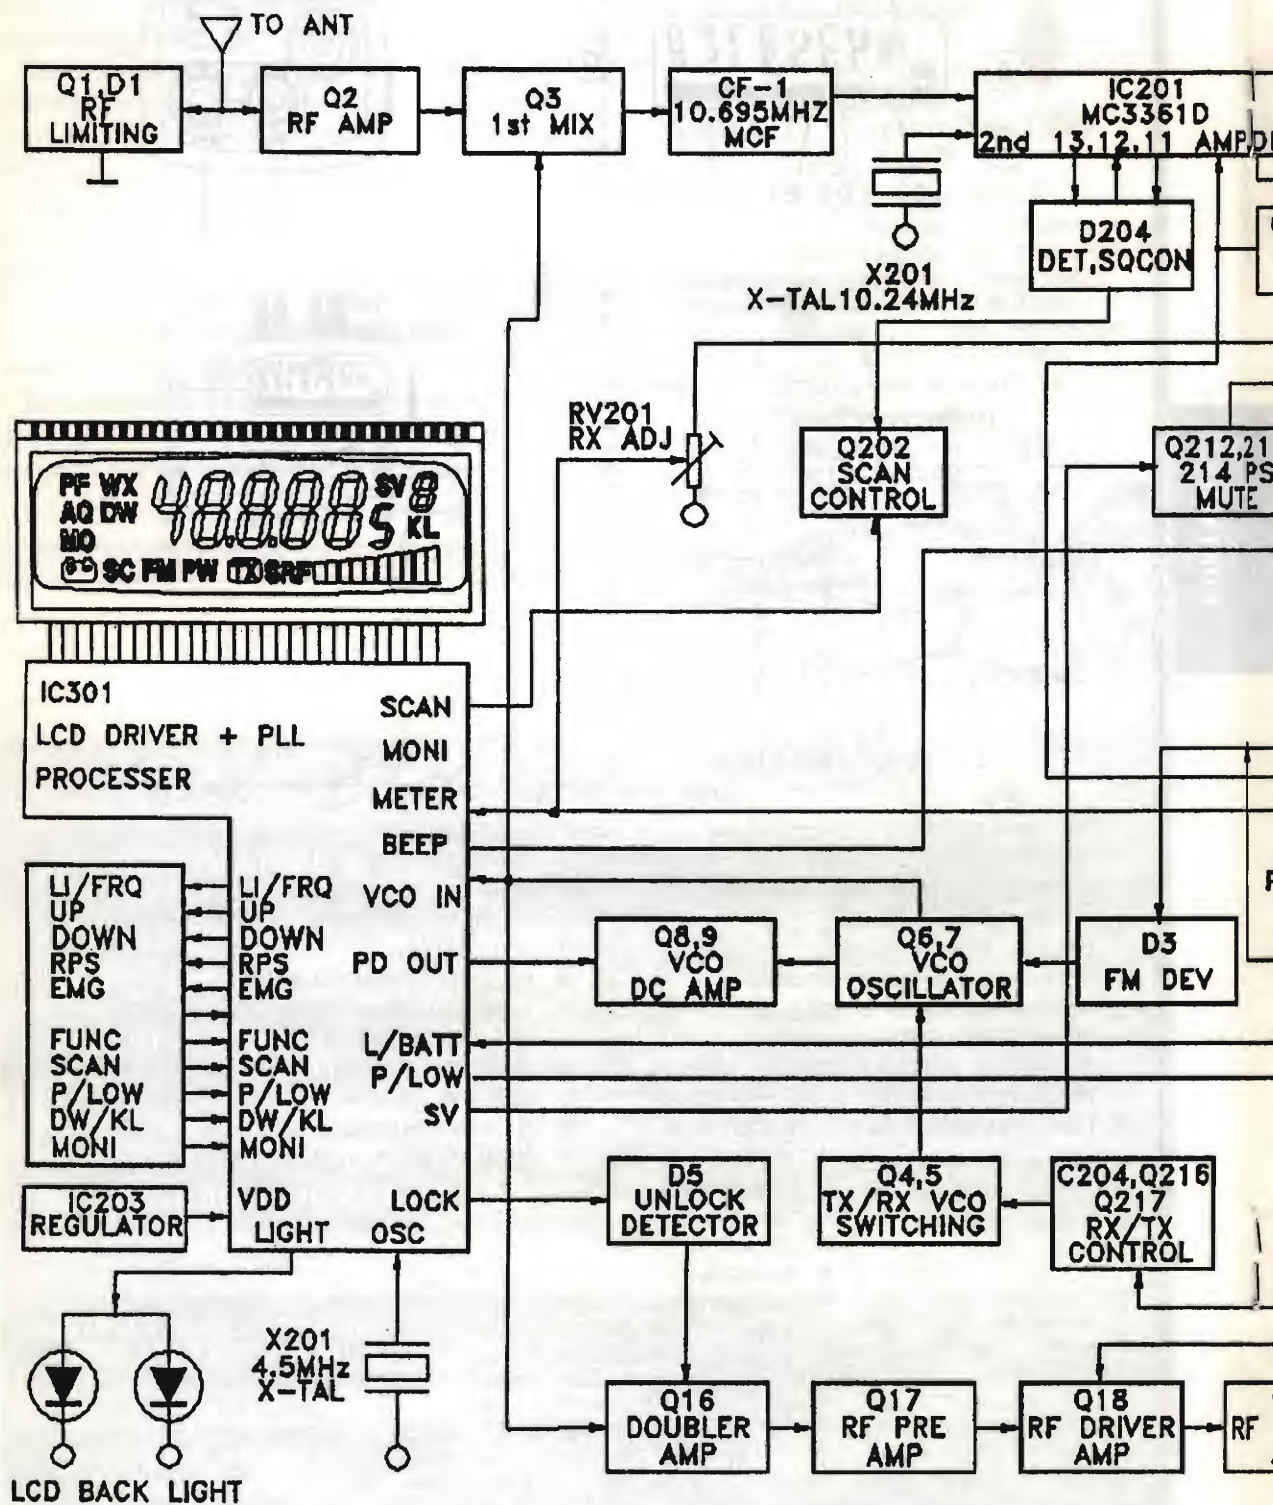 TO ANT
Q1,D1
RF
LIMITING
Q2
RF AMP
Q3
1st MIX
CF-1
10.695MHZ
MCF
IC201
MC3361D
2nd 13,12,11 AMP
D204
DET,SQCON
X201
X-TAL10.24MHz
RV201
RX ADJ
Q202
SCAN
CONTROL
Q212,21
214 PS
MUTE
PF WX
AQ DW
MO
SV
KL
SC FM PW TX SRF
IC301
LCD DRIVER + PLL
PROCESSER
SCAN
MONI
METER
BEEP
VCO IN
PD OUT
L/BATT
P/LOW
SV
LOCK
LI/FRQ
UP
DOWN
RPS
EMG
FUNC
SCAN
P/LOW
DW/KL
MONI
LI/FRQ
UP
DOWN
RPS
EMG
FUNC
SCAN
P/LOW
DW/KL
MONI
VDD
LIGHT OSC
IC203
REGULATOR
Q8,9
VCO
DC AMP
Q6,7
VCO
OSCILLATOR
D3
FM DEV
D5
UNLOCK
DETECTOR
Q4,5
TX/RX VCO
SWITCHING
C204,Q216
Q217
RX/TX
CONTROL
X201
4.5MHz
X-TAL
LCD BACK LIGHT
Q16
DOUBLER
AMP
Q17
RF PRE
AMP
Q18
RF DRIVER
AMP
RF